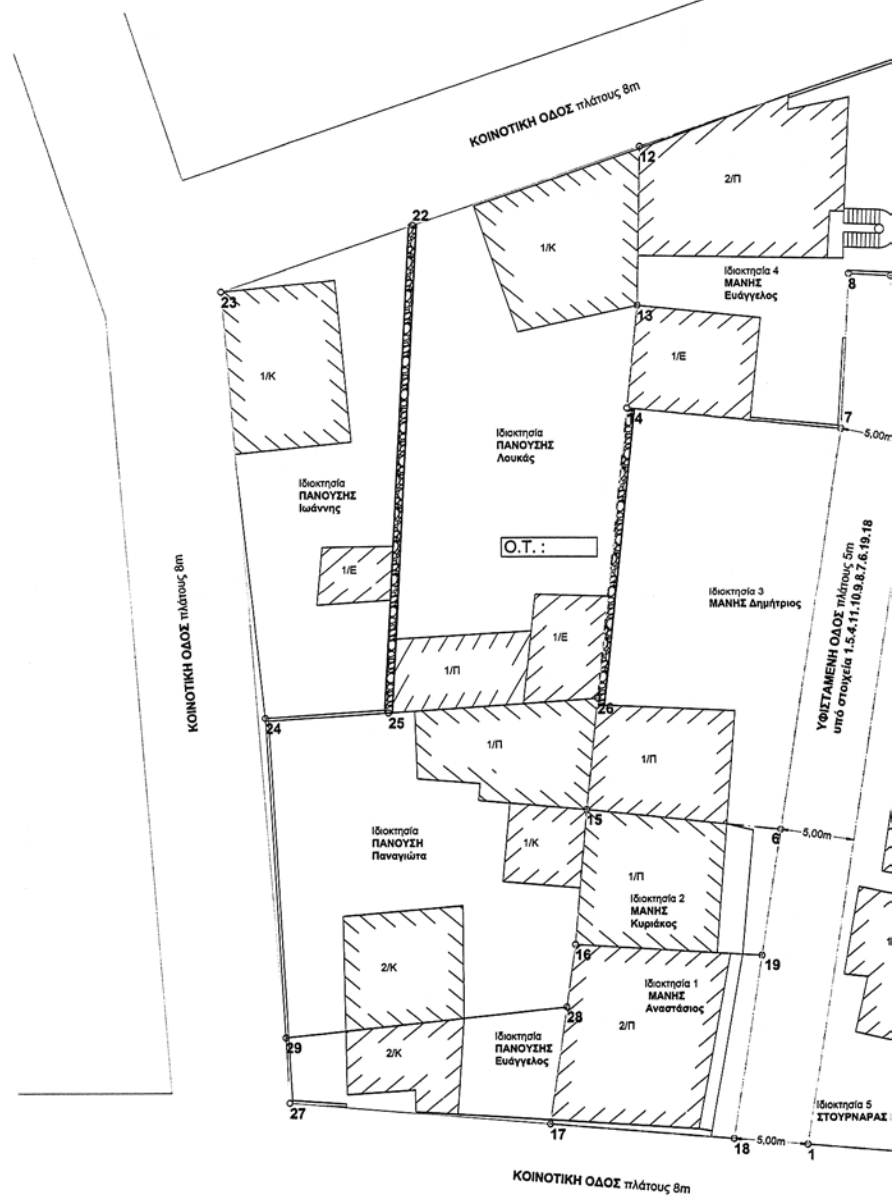 ΚΟΙΝΟΤΙΚΗ ΟΔΟΣ πλάτους 8m
12
2/Π
22
1/Κ
Ιδιοκτησία 4
ΜΑΝΗΣ
Ευάγγελος
8
23
13
1/Ε
1/Κ
14
7
5,00m
Ιδιοκτησία
ΠΑΝΟΥΣΗΣ
Λουκάς
Ιδιοκτησία
ΠΑΝΟΥΣΗΣ
Ιωάννης
Ο.Τ. :
1/Ε
Ιδιοκτησία 3
ΜΑΝΗΣ Δημήτριος
ΥΦΙΣΤΑΜΕΝΗ ΟΔΟΣ πλάτους 5m
υπό στοιχεία 1.5.4.11.10.9.8.7.6.19.18
ΚΟΙΝΟΤΙΚΗ ΟΔΟΣ πλάτους 8m
1/Ε
1/Π
24
25
26
1/Π
1/Π
15
6
5,00m
Ιδιοκτησία
ΠΑΝΟΥΣΗ
Παναγιώτα
1/Κ
1/Π
Ιδιοκτησία 2
ΜΑΝΗΣ
Κυριάκος
16
19
2/Κ
Ιδιοκτησία 1
ΜΑΝΗΣ
Αναστάσιος
28
2/Π
29
2/Κ
Ιδιοκτησία
ΠΑΝΟΥΣΗΣ
Ευάγγελος
27
17
18
5,00m
1
Ιδιοκτησία 5
ΣΤΟΥΡΝΑΡΑΣ
ΚΟΙΝΟΤΙΚΗ ΟΔΟΣ πλάτους 8m